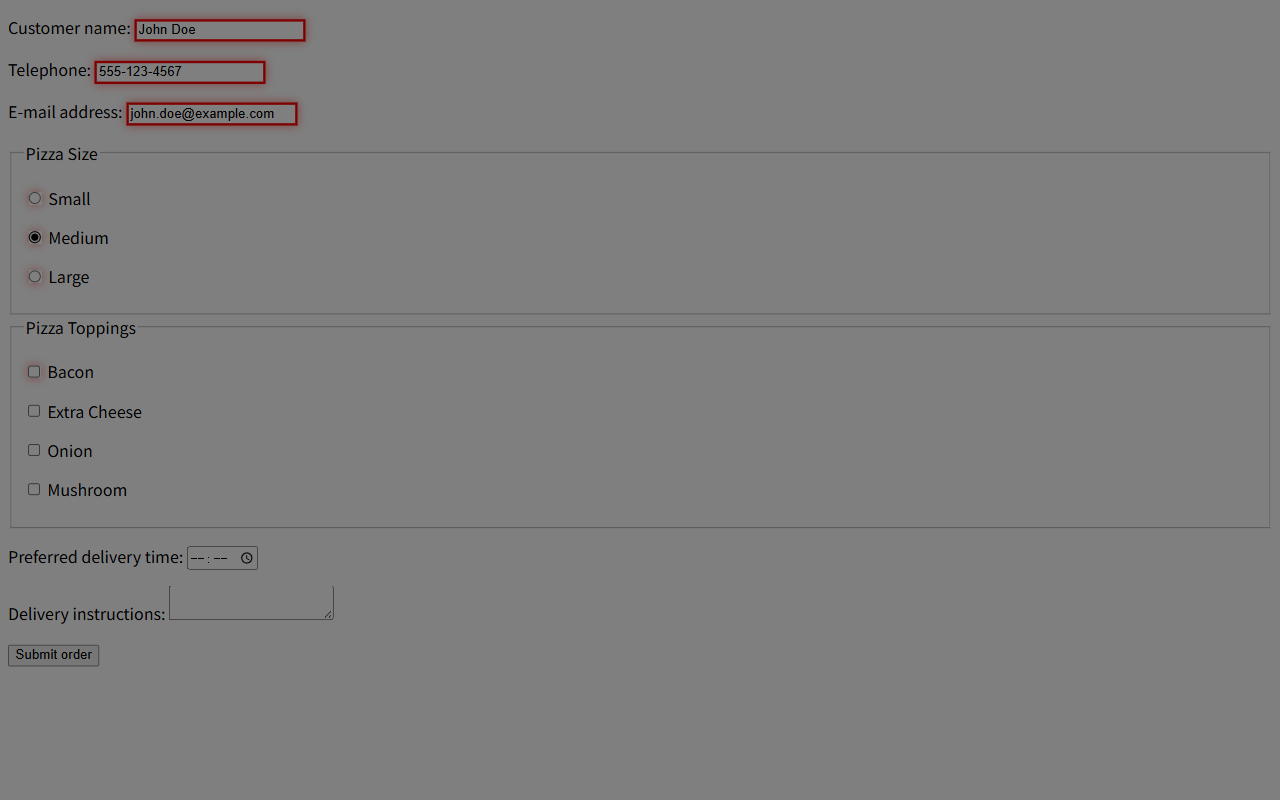 Customer name: John Doe
Telephone: 555-123-4567
E-mail address: john.doe@example.com
Pizza Size
Small
Medium
Large
Pizza Toppings
Bacon
Extra Cheese
Onion
Mushroom
Preferred delivery time: --:--
Delivery instructions:
Submit order